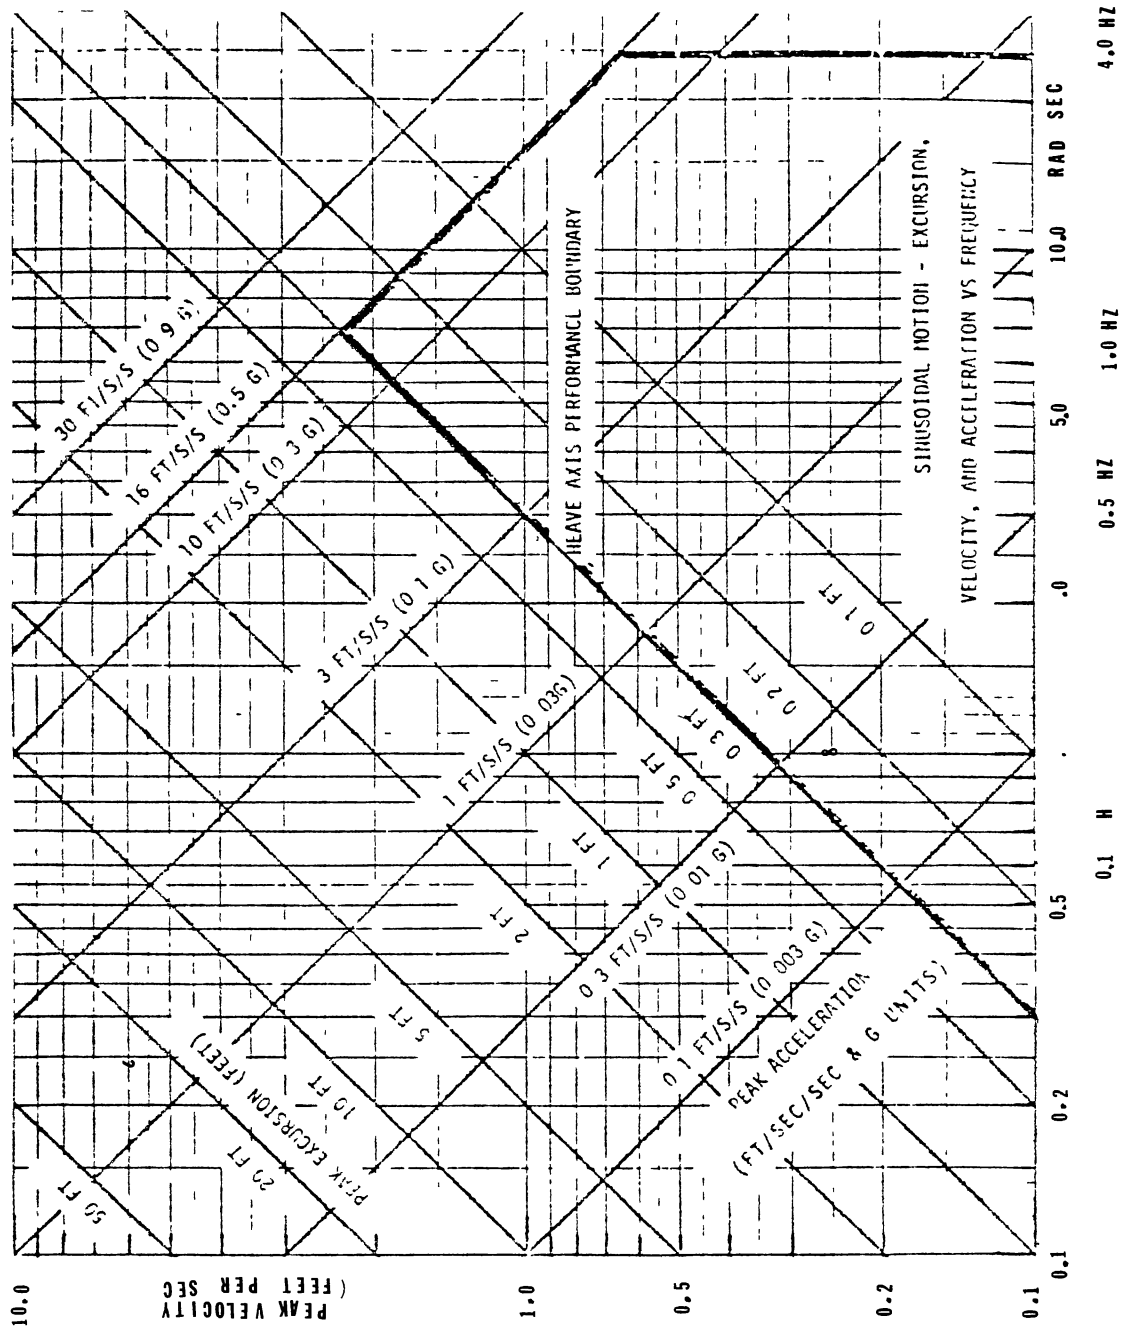 10.0
1.0
0.5
0.2
0.1
PEAK VELOCITY
(FEET PER SEC
50 FT
20 FT
10 FT
5 FT
2 FT
1 FT
0 5 FT
0 3 FT
0 2 FT
0 1 FT
PEAK EXCURSION (FEET)
30 FT/S/S (0 9 G)
16 FT/S/S (0.5 G)
10 FT/S/S (0 3 G)
3 FT/S/S (0 1 G)
1 FT/S/S (0 03G)
0 3 FT/S/S (0 01 G)
0 1 FT/S/S (0 003 G)
PEAK ACCELERATION
(FT/SEC/SEC & G UNITS)
HEAVE AXIS PERFORMANCE BOUNDARY
SINUSOIDAL MOTION - EXCURSION,
VELOCITY, AND ACCELERATION VS FREQUENCY
0.1
0.2
0.5
.0
5.0
10.0
RAD SEC
0.1 H
0.5 HZ
1.0 HZ
4.0 HZ